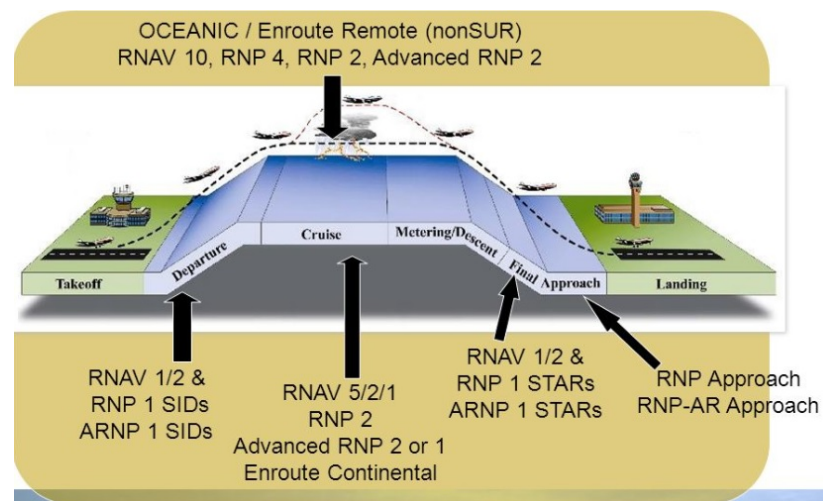 OCEANIC / Enroute Remote (nonSUR)
RNAV 10, RNP 4, RNP 2, Advanced RNP 2
Takeoff
Departure
Cruise
Metering/Descent
Final Approach
Landing
RNAV 1/2 &
RNP 1 SIDs
ARNP 1 SIDs
RNAV 5/2/1
RNP 2
Advanced RNP 2 or 1
Enroute Continental
RNAV 1/2 &
RNP 1 STARs
ARNP 1 STARs
RNP Approach
RNP-AR Approach